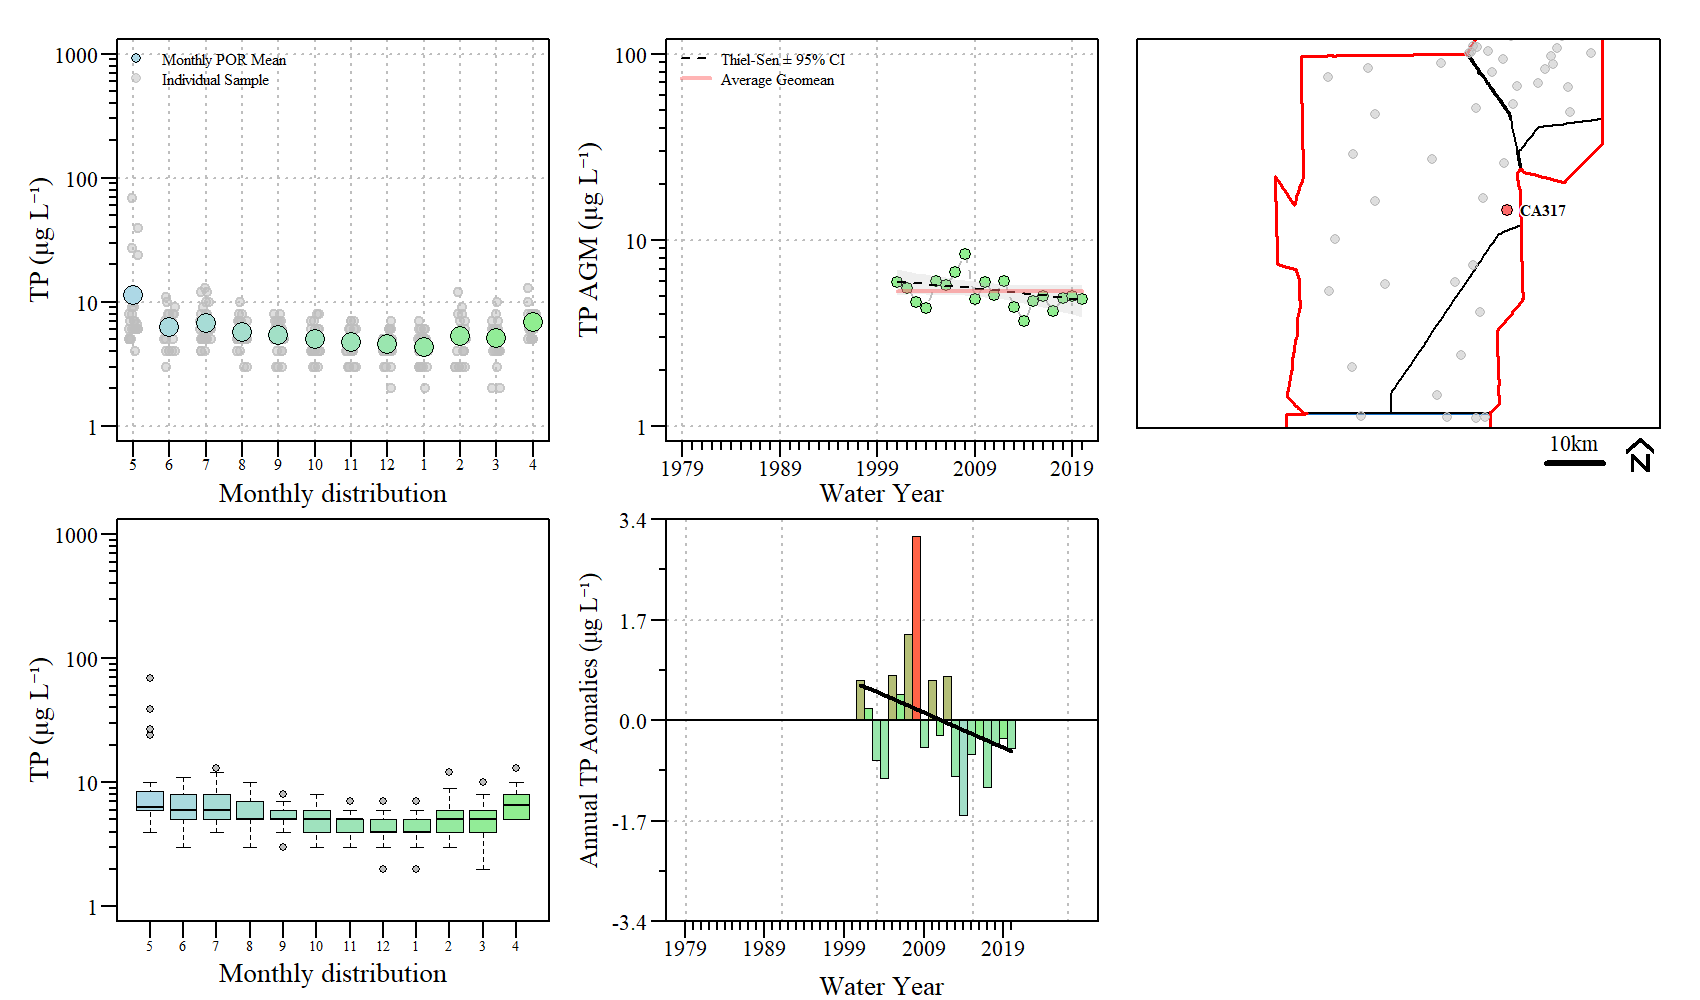 1000
100
10
1
TP (µg L⁻¹)
Monthly POR Mean
Individual Sample
5 6 7 8 9 10 11 12 1 2 3 4
Monthly distribution
100
10
1
TP AGM (µg L⁻¹)
Thiel-Sen ± 95% CI
Average Geomean
1979 1989 1999 2009 2019
Water Year
CA317
10km
N
1000
100
10
1
TP (µg L⁻¹)
5 6 7 8 9 10 11 12 1 2 3 4
Monthly distribution
3.4
1.7
0.0
-1.7
-3.4
Annual TP Aomalies (µg L⁻¹)
1979 1989 1999 2009 2019
Water Year